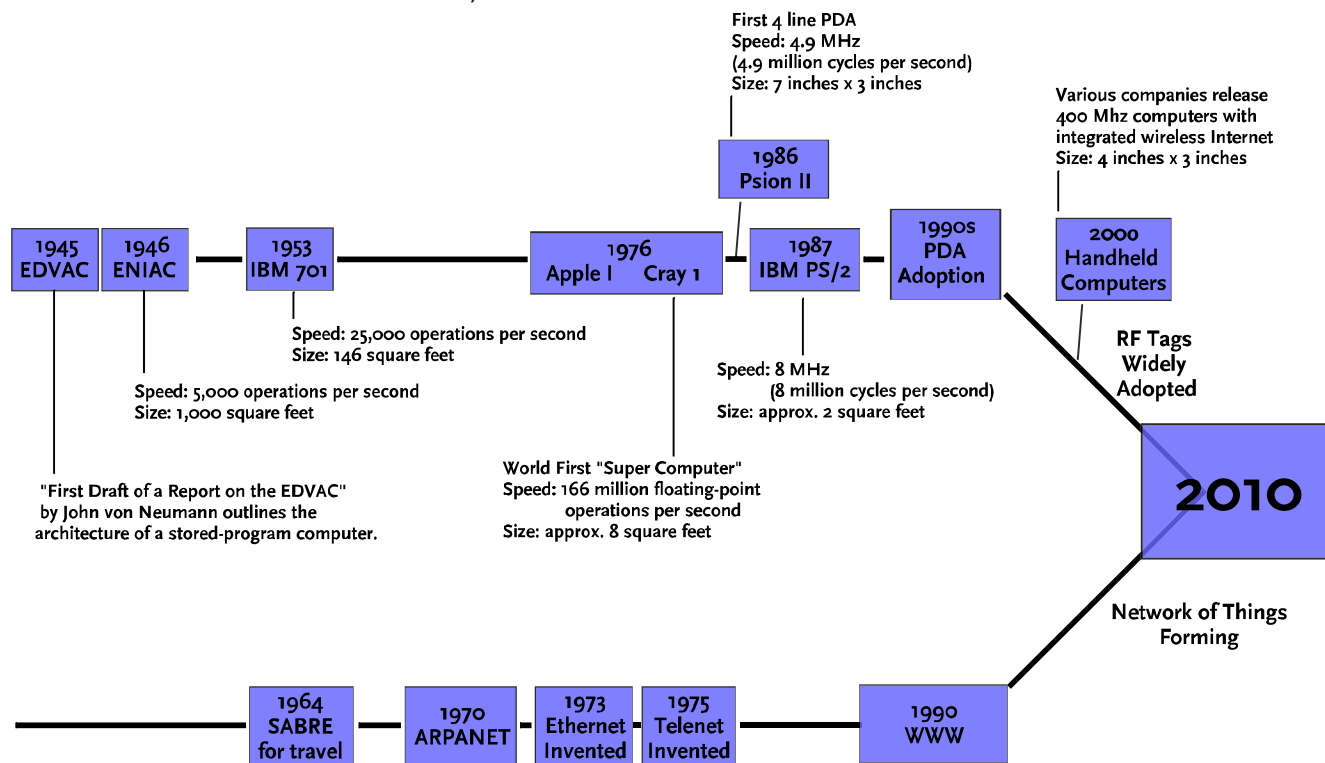 First 4 line PDA
Speed: 4.9 MHz
(4.9 million cycles per second)
Size: 7 inches x 3 inches
Various companies release
400 Mhz computers with
integrated wireless Internet
Size: 4 inches x 3 inches
1986
Psion II
1945
EDVAC
1946
ENIAC
1953
IBM 701
1976
Apple I Cray 1
1987
IBM PS/2
1990s
PDA
Adoption
2000
Handheld
Computers
Speed: 25,000 operations per second
Size: 146 square feet
RF Tags
Widely
Adopted
Speed: 5,000 operations per second
Size: 1,000 square feet
Speed: 8 MHz
(8 million cycles per second)
Size: approx. 2 square feet
World First "Super Computer"
Speed: 166 million floating-point
operations per second
Size: approx. 8 square feet
"First Draft of a Report on the EDVAC"
by John von Neumann outlines the
architecture of a stored-program computer.
2010
Network of Things
Forming
1964
SABRE
for travel
1970
ARPANET
1973
Ethernet
Invented
1975
Telenet
Invented
1990
WWW